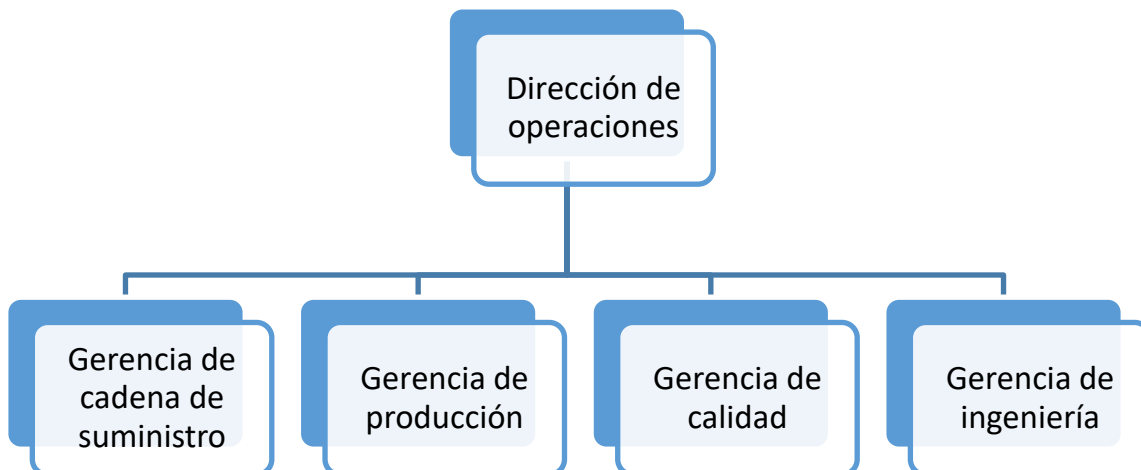 Dirección de
operaciones
Gerencia de
cadena de
suministro
Gerencia de
producción
Gerencia de
calidad
Gerencia de
ingeniería